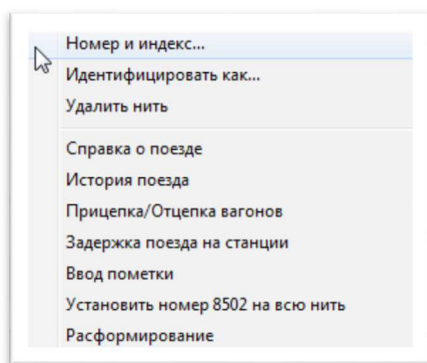 Номер и индекс...
Идентифицировать как...
Удалить нить
Справка о поезде
История поезда
Прицепка/Отцепка вагонов
Задержка поезда на станции
Ввод пометки
Установить номер 8502 на всю нить
Расформирование